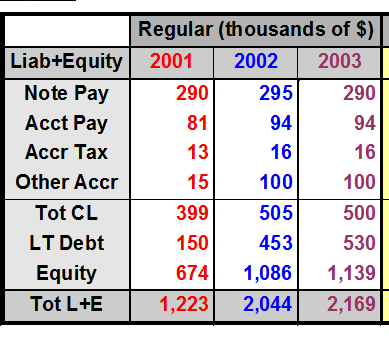 Regular (thousands of $)
Liab+Equity 2001 2002 2003
Note Pay 290 295 290
Acct Pay 81 94 94
Accr Tax 13 16 16
Other Accr 15 100 100
Tot CL 399 505 500
LT Debt 150 453 530
Equity 674 1,086 1,139
Tot L+E 1,223 2,044 2,169